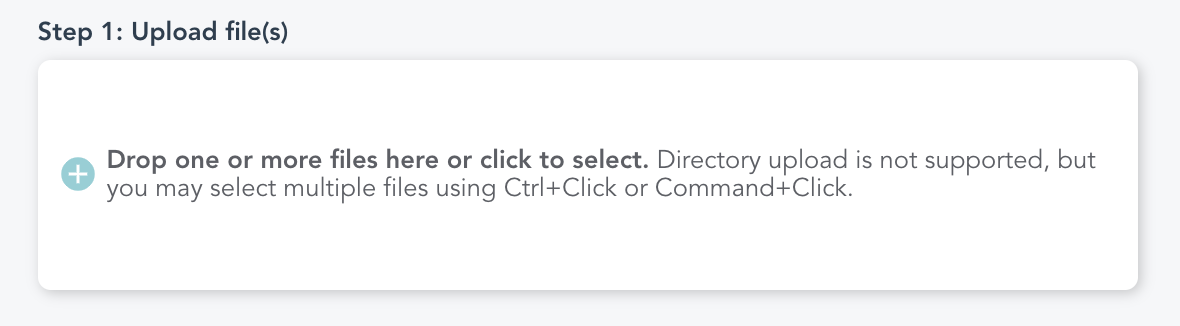 Step 1: Upload file(s)
Drop one or more files here or click to select. Directory upload is not supported, but
you may select multiple files using Ctrl+Click or Command+Click.